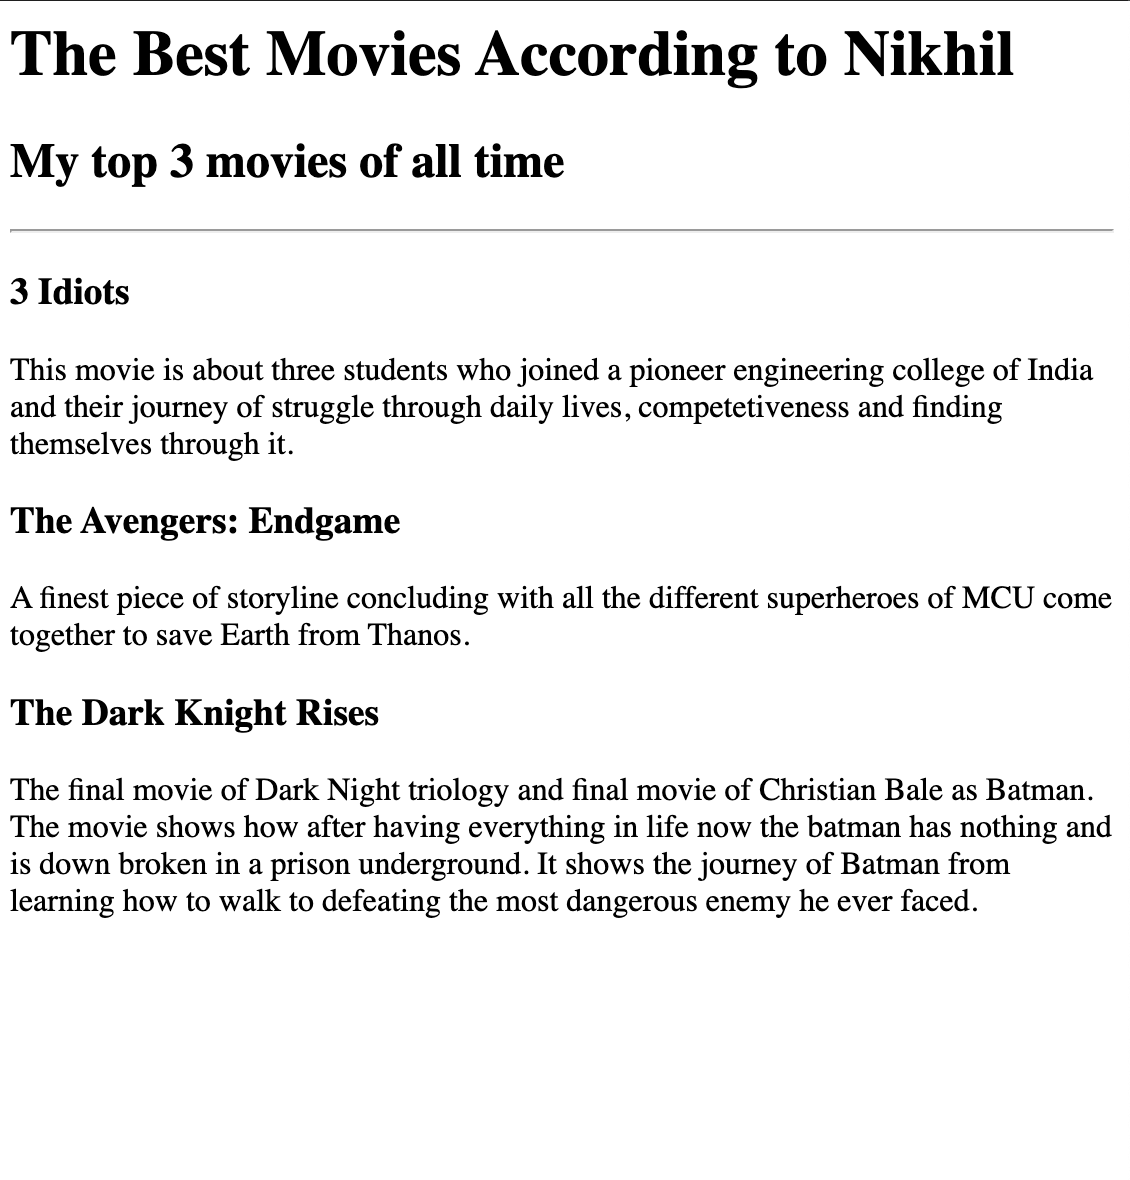 The Best Movies According to Nikhil
My top 3 movies of all time
3 Idiots
This movie is about three students who joined a pioneer engineering college of India
and their journey of struggle through daily lives, competetiveness and finding
themselves through it.
The Avengers: Endgame
A finest piece of storyline concluding with all the different superheroes of MCU come
together to save Earth from Thanos.
The Dark Knight Rises
The final movie of Dark Night triology and final movie of Christian Bale as Batman.
The movie shows how after having everything in life now the batman has nothing and
is down broken in a prison underground. It shows the journey of Batman from
learning how to walk to defeating the most dangerous enemy he ever faced.